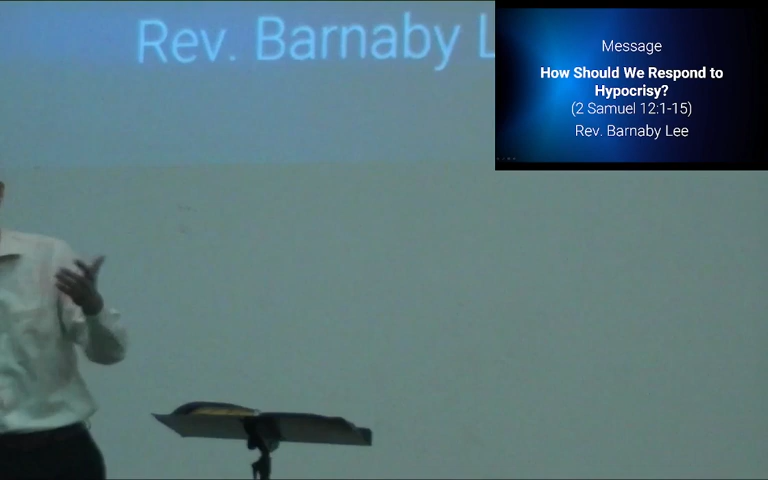 Rev. Barnaby L
Message
How Should We Respond to
Hypocrisy?
(2 Samuel 12:1-15)
Rev. Barnaby Lee